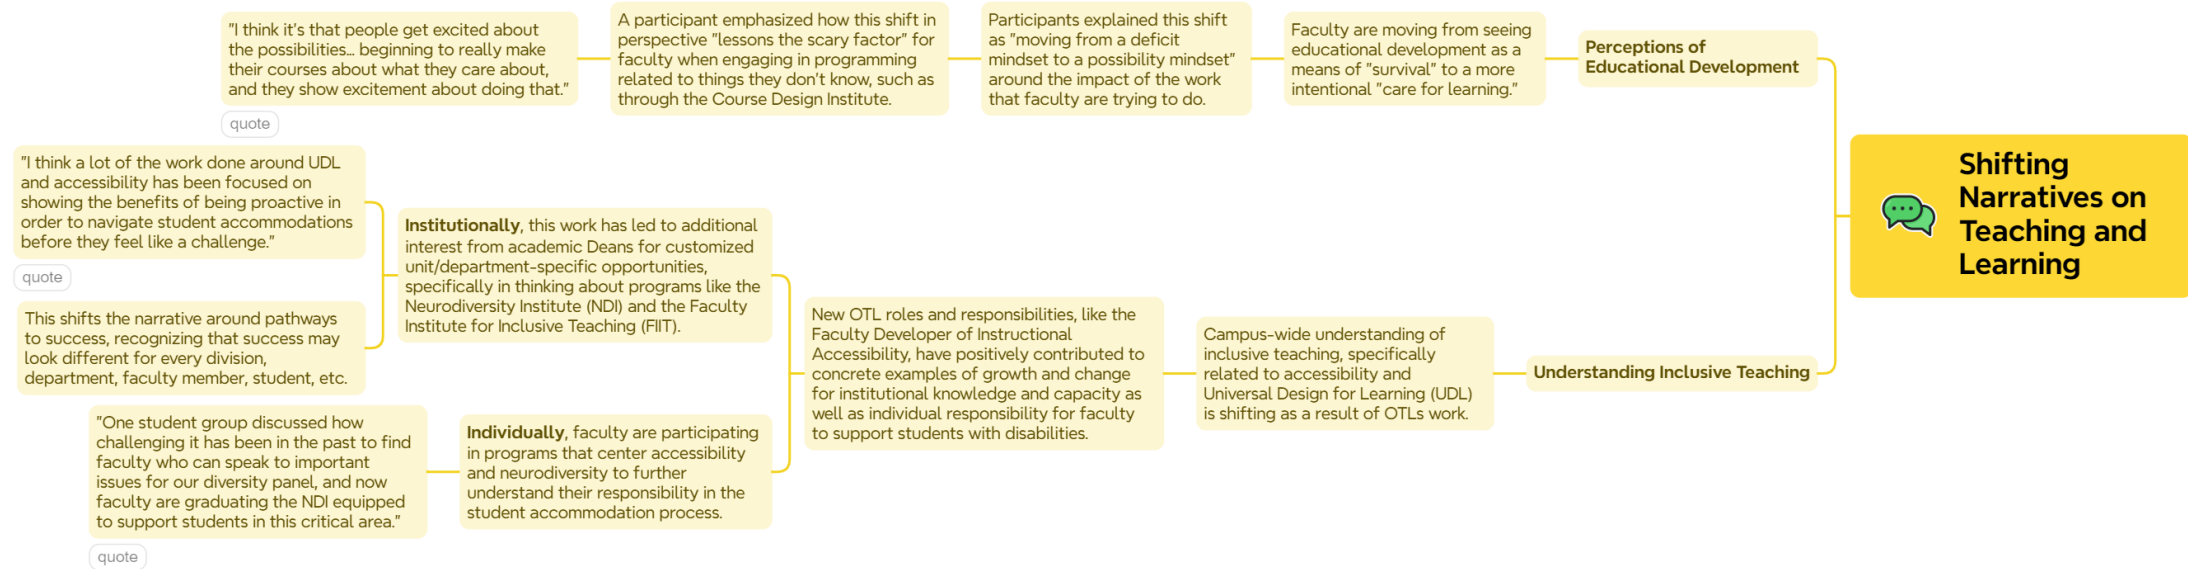 Shifting
Narratives on
Teaching and
Learning
Perceptions of
Educational Development
Faculty are moving from seeing
educational development as a
means of "survival" to a more
intentional "care for learning."
Participants explained this shift
as "moving from a deficit
mindset to a possibility mindset"
around the impact of the work
that faculty are trying to do.
A participant emphasized how this shift in
perspective "lessons the scary factor" for
faculty when engaging in programming
related to things they don't know, such as
through the Course Design Institute.
"I think it's that people get excited about
the possibilities... beginning to really make
their courses about what they care about,
and they show excitement about doing that."
quote
Understanding Inclusive Teaching
Campus-wide understanding of
inclusive teaching, specifically
related to accessibility and
Universal Design for Learning (UDL)
is shifting as a result of OTLs work.
New OTL roles and responsibilities, like the
Faculty Developer of Instructional
Accessibility, have positively contributed to
concrete examples of growth and change
for institutional knowledge and capacity as
well as individual responsibility for faculty
to support students with disabilities.
Institutionally, this work has led to additional
interest from academic Deans for customized
unit/department-specific opportunities,
specifically in thinking about programs like the
Neurodiversity Institute (NDI) and the Faculty
Institute for Inclusive Teaching (FIIT).
"I think a lot of the work done around UDL
and accessibility has been focused on
showing the benefits of being proactive in
order to navigate student accommodations
before they feel like a challenge."
quote
This shifts the narrative around pathways
to success, recognizing that success may
look different for every division,
department, faculty member, student, etc.
Individually, faculty are participating
in programs that center accessibility
and neurodiversity to further
understand their responsibility in the
student accommodation process.
"One student group discussed how
challenging it has been in the past to find
faculty who can speak to important
issues for our diversity panel, and now
faculty are graduating the NDI equipped
to support students in this critical area."
quote